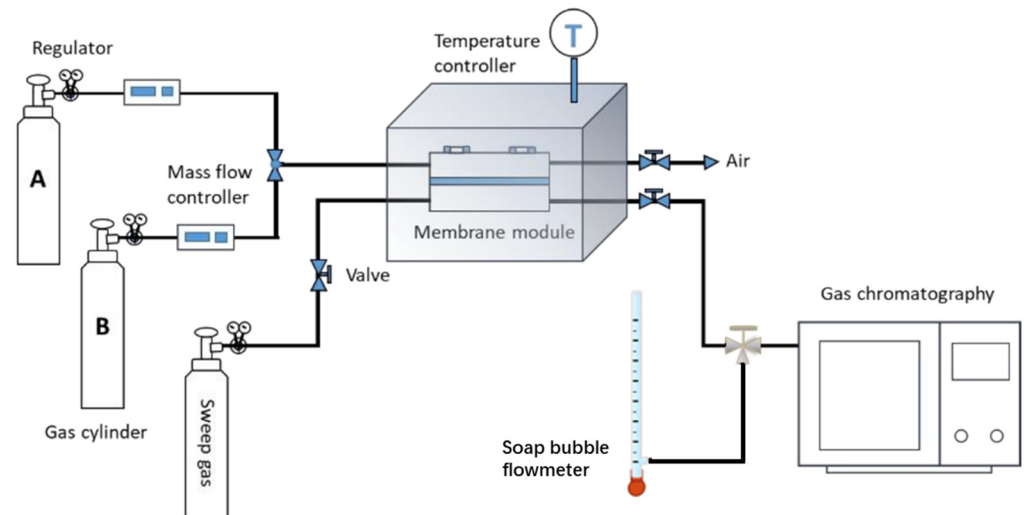 Regulator
Temperature
controller
T
Air
A
Mass flow
controller
Membrane module
Valve
B
Gas chromatography
Gas cylinder
Sweep gas
Soap bubble
flowmeter